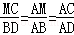 MC/BD = AM/AB = AC/AD